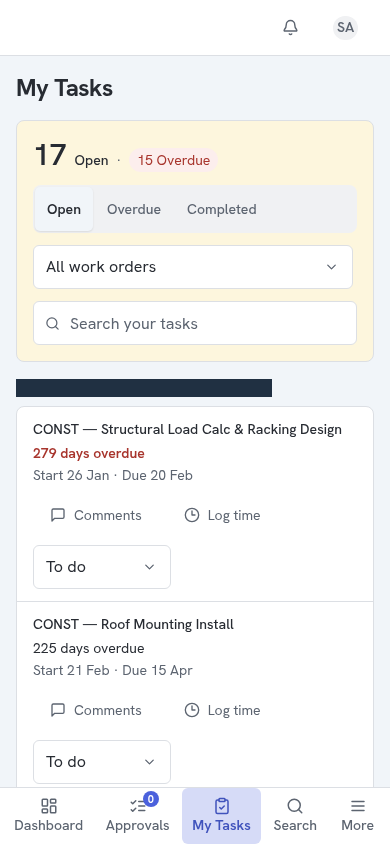 SA
My Tasks
17 Open · 15 Overdue
Open Overdue Completed
All work orders
Search your tasks
CONST — Structural Load Calc & Racking Design
279 days overdue
Start 26 Jan · Due 20 Feb
Comments Log time
To do
CONST — Roof Mounting Install
225 days overdue
Start 21 Feb · Due 15 Apr
Comments Log time
To do
0
Dashboard Approvals My Tasks Search More